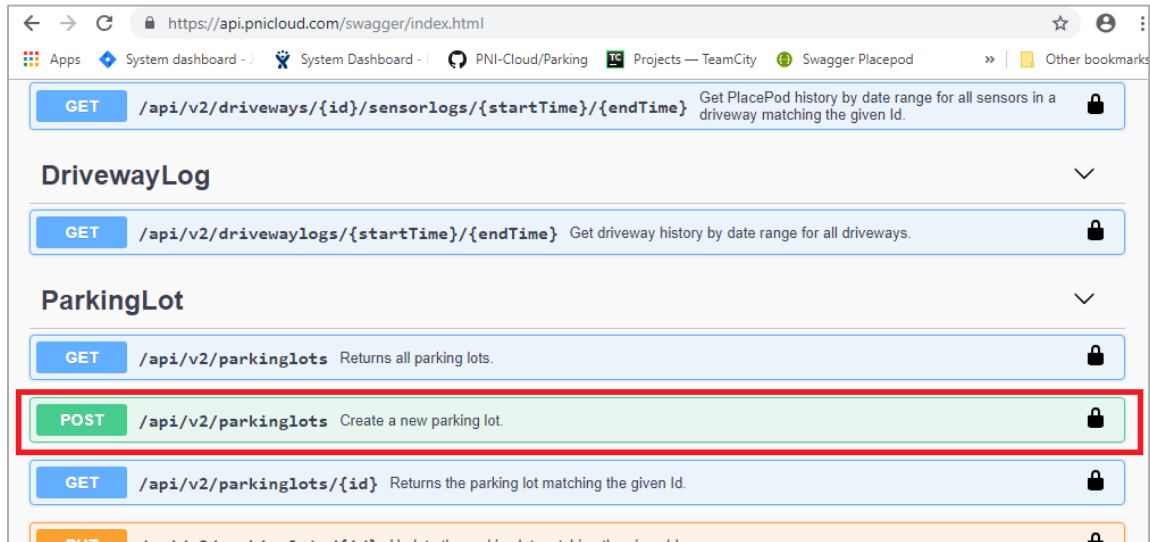 https://api.pnicloud.com/swagger/index.html
Apps System dashboard - J System Dashboard - PNI-Cloud/Parking TC Projects — TeamCity Swagger Placepod » Other bookmarks
GET /api/v2/driveways/{id}/sensorlogs/{startTime}/{endTime} Get PlacePod history by date range for all sensors in a
driveway matching the given Id.
DrivewayLog
GET /api/v2/drivewaylogs/{startTime}/{endTime} Get driveway history by date range for all driveways.
ParkingLot
GET /api/v2/parkinglots Returns all parking lots.
POST /api/v2/parkinglots Create a new parking lot.
GET /api/v2/parkinglots/{id} Returns the parking lot matching the given Id.